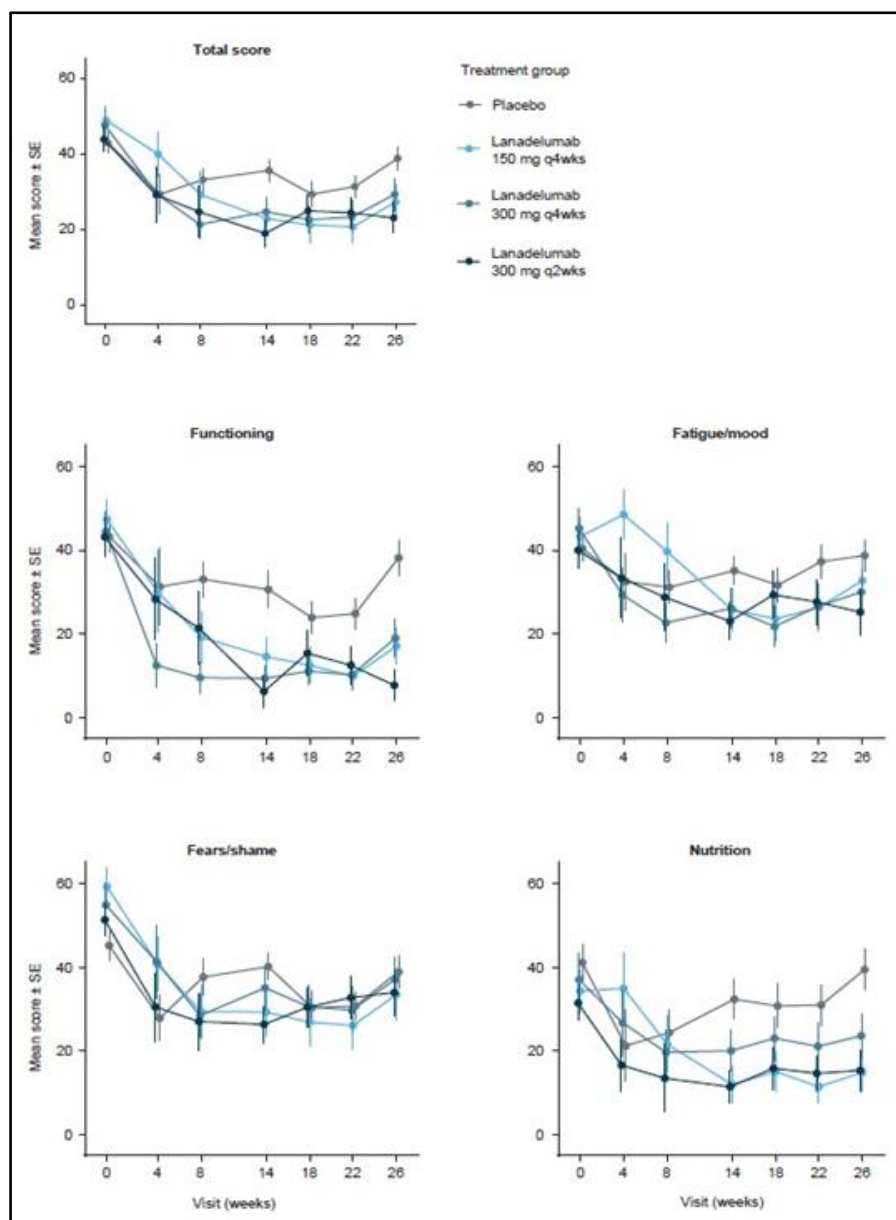 Total score
60
40
20
0
Mean score ± SE
0 4 8 14 18 22 26
Treatment group
Placebo
Lanadelumab
150 mg q4wks
Lanadelumab
300 mg q4wks
Lanadelumab
300 mg q2wks
Functioning
60
40
20
0
Mean score ± SE
0 4 8 14 18 22 26
Fatigue/mood
60
40
20
0
0 4 8 14 18 22 26
Fears/shame
60
40
20
0
Mean score ± SE
0 4 8 14 18 22 26
Visit (weeks)
Nutrition
60
40
20
0
0 4 8 14 18 22 26
Visit (weeks)